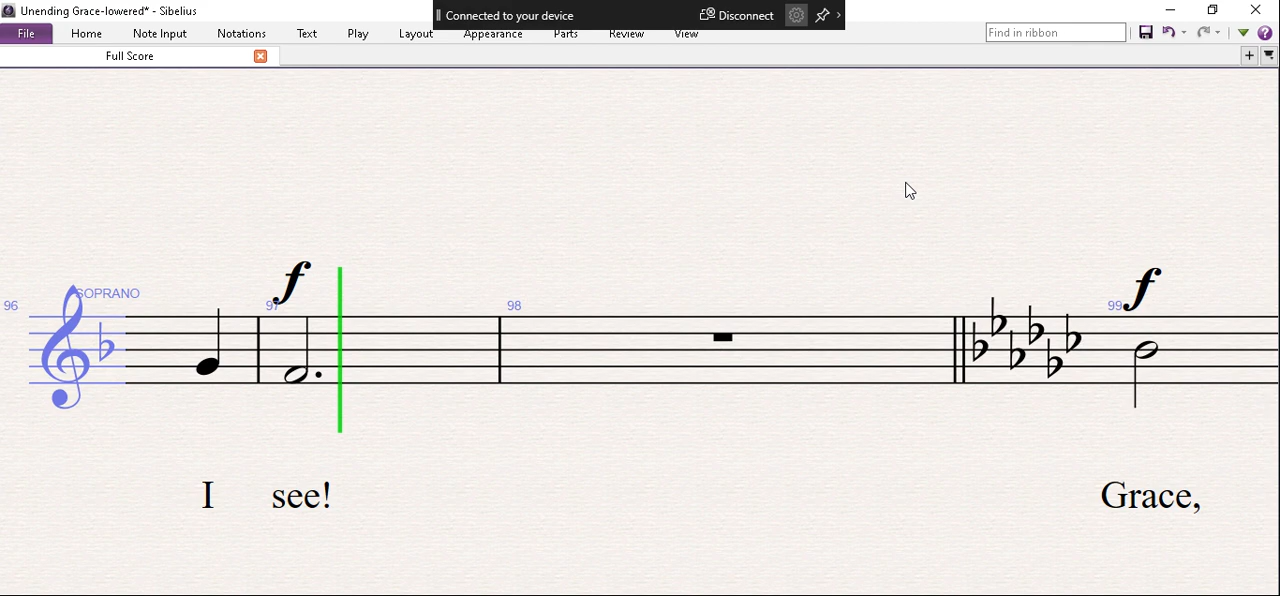 Unending Grace-lowered* - Sibelius
Connected to your device
Disconnect
File Home Note Input Notations Text Play Layout Appearance Parts Review View Find in ribbon
Full Score
f f
SOPRANO
96 97 98 99
I see! Grace,